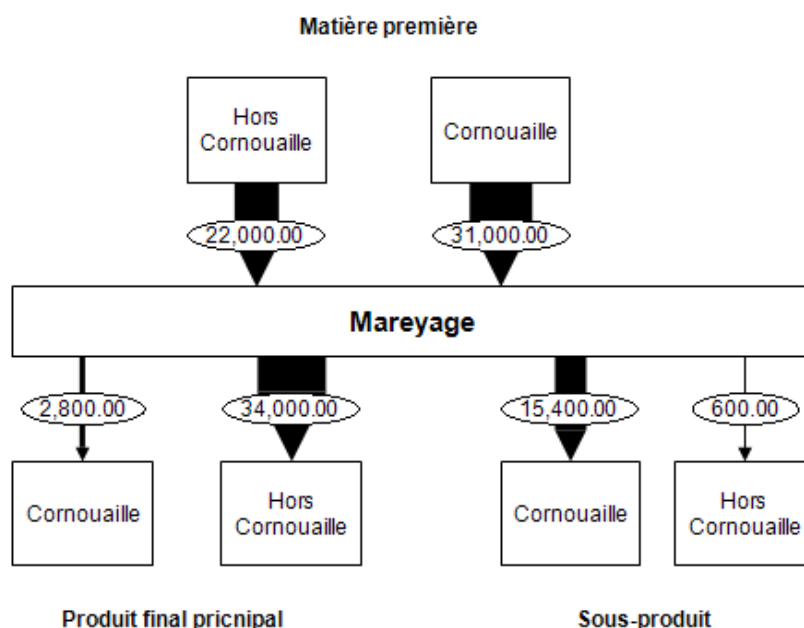 Matière première
Hors
Cornouaille
Cornouaille
22,000.00
31,000.00
Mareyage
2,800.00
34,000.00
15,400.00
600.00
Cornouaille
Hors
Cornouaille
Cornouaille
Hors
Cornouaille
Produit final pricnipal
Sous-produit